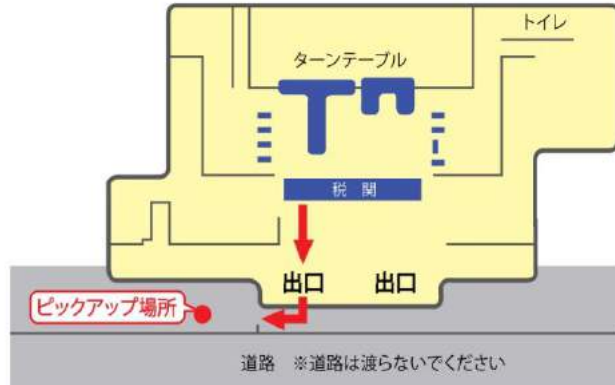 トイレ
ターンテーブル
税関
出口 出口
ピックアップ場所
道路 ※道路は渡らないでください